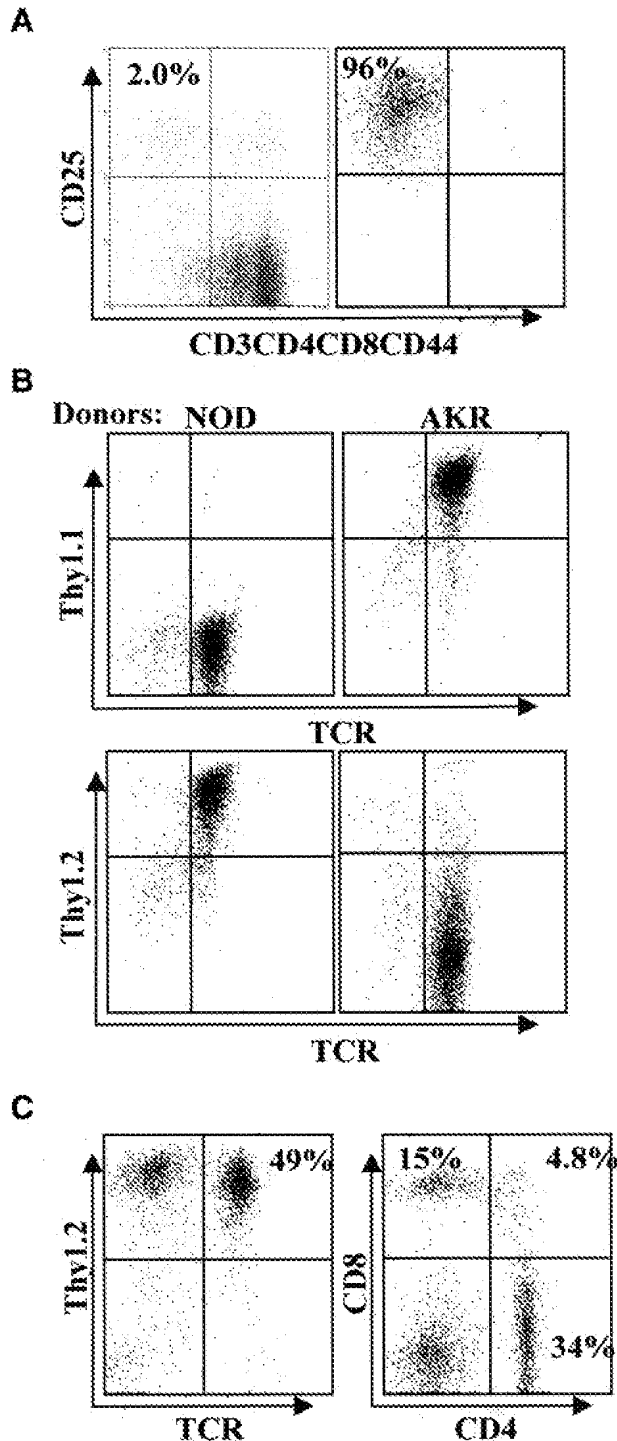 A
2.0%
96%
CD25
CD3CD4CD8CD44
B
Donors: NOD AKR
Thy1.1
TCR
Thy1.2
TCR
C
49%
15%
4.8%
Thy1.2
CD8
34%
TCR
CD4